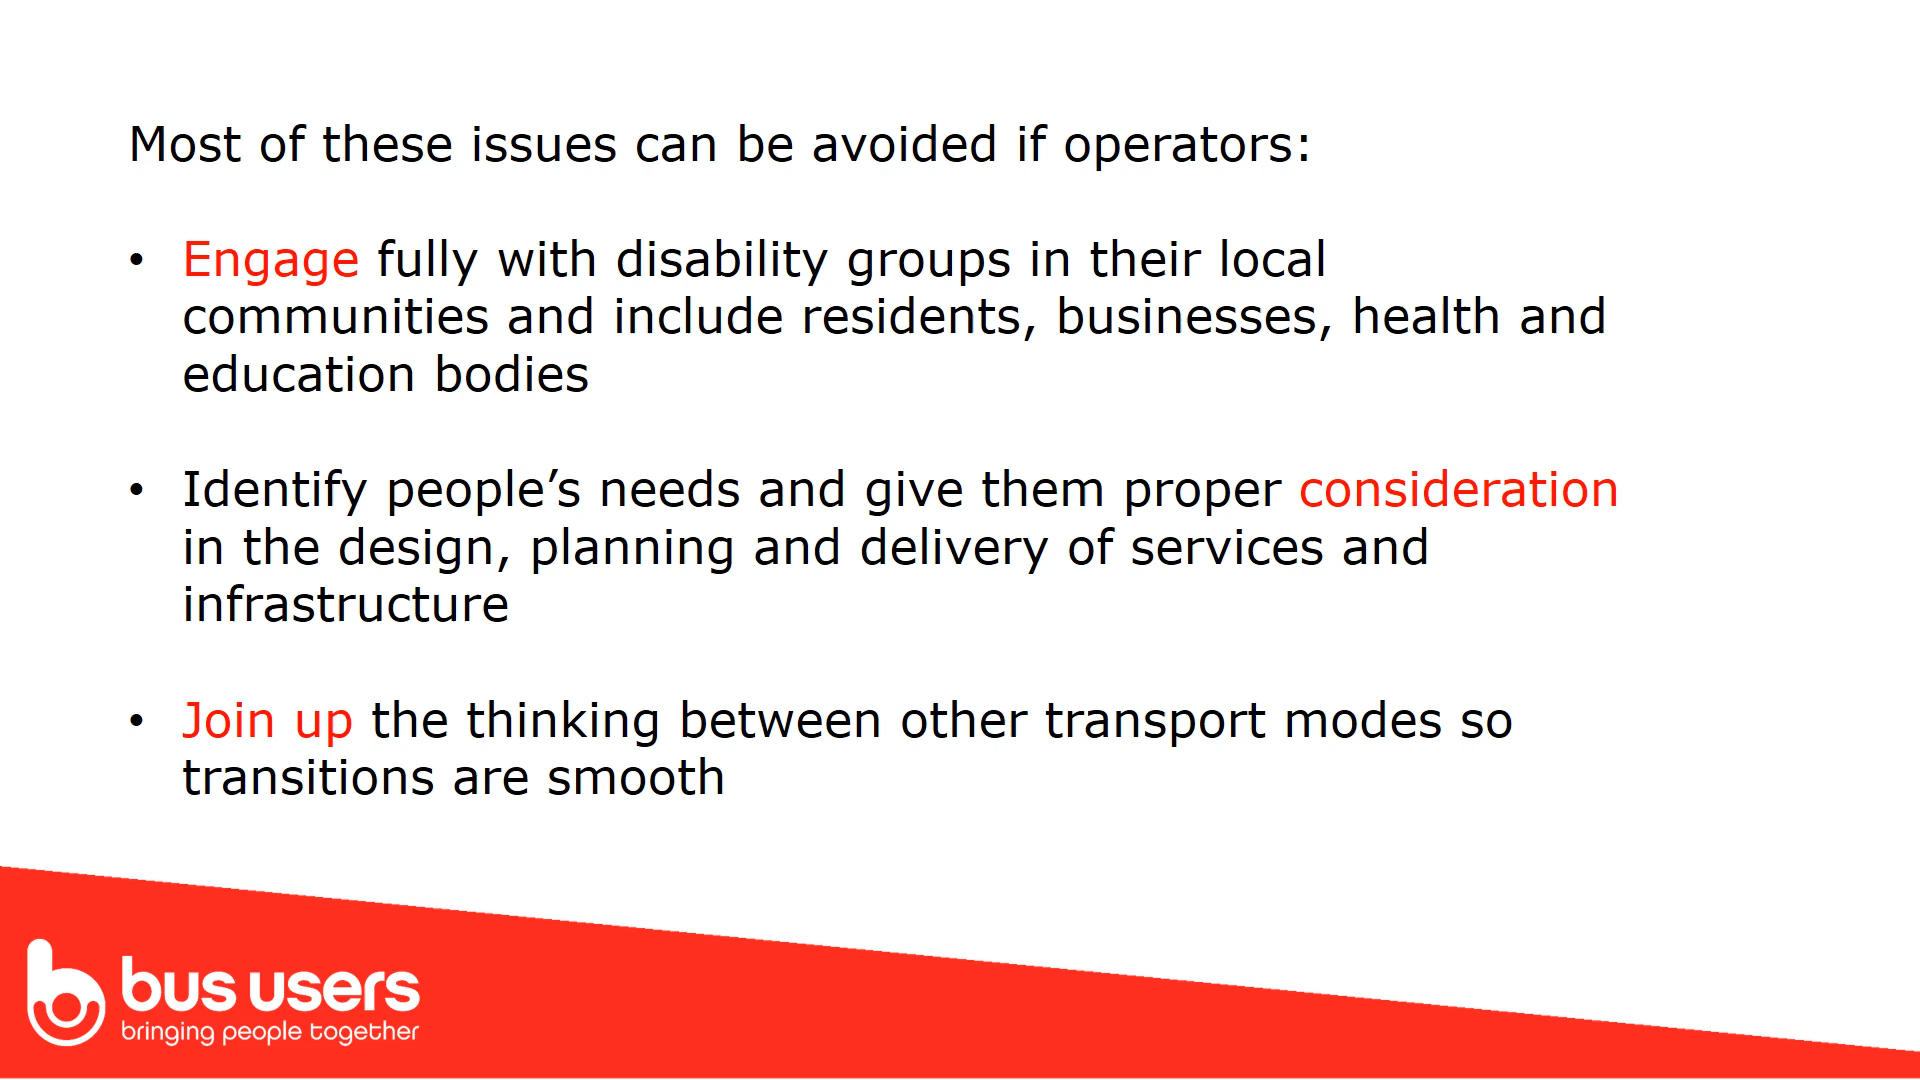 Most of these issues can be avoided if operators:
• Engage fully with disability groups in their local
communities and include residents, businesses, health and
education bodies
• Identify people’s needs and give them proper consideration
in the design, planning and delivery of services and
infrastructure
• Join up the thinking between other transport modes so
transitions are smooth
bus users
bringing people together